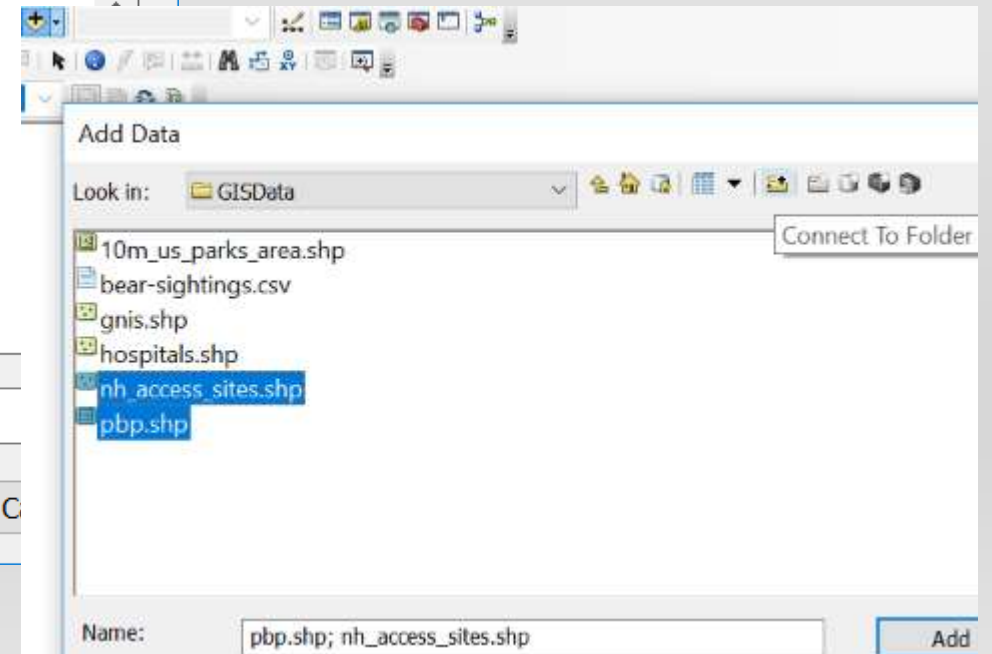 XY
Add Data
Look in: GISData
Connect To Folder
10m_us_parks_area.shp
bear-sightings.csv
gnis.shp
hospitals.shp
nh_access_sites.shp
pbp.shp
Name: pbp.shp; nh_access_sites.shp Add